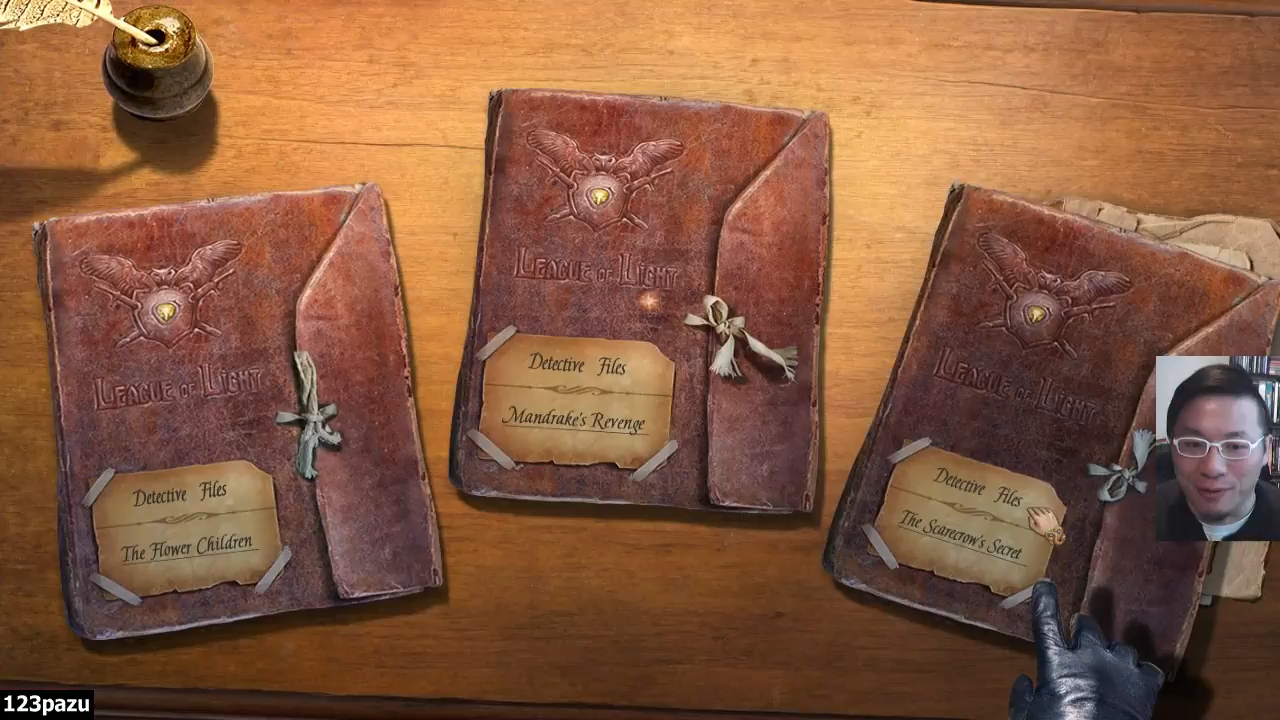 LEAGUE OF LIGHT
Detective Files
The Flower Children
LEAGUE OF LIGHT
Detective Files
Mandrake's Revenge
LEAGUE OF LIGHT
Detective Files
The Scarecrow's Secret
123pazu